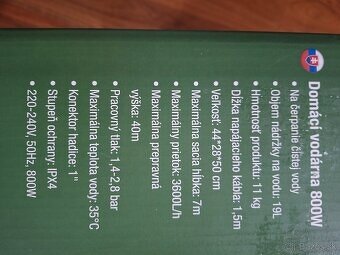 Domáci vodáreň 800W
• Na čerpanie čistej vody
• Objem nádržky na vodu: 19L
• Hmotnosť produktu: 11 kg
• Dĺžka napájacieho kábla: 1,5m
• Veľkosť: 44*28*50 cm
• Maximálna sacia hĺbka: 7m
• Maximálny prietok: 3600L/h
• Maximálna prepravná
výška: 40m
• Pracovný tlak: 1,4-2,8 bar
• Maximálna teplota vody: 35°C
• Konektor hadice: 1"
• Stupeň ochrany: IPX4
• 220-240V, 50Hz, 800W